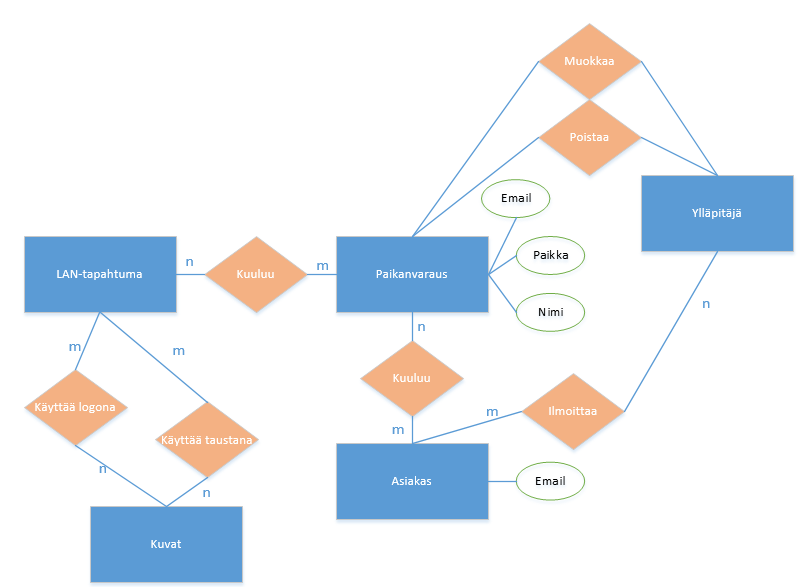 Muokkaa
Poistaa
Ylläpitäjä
Email
Paikka
Nimi
LAN-tapahtuma
n
Kuuluu
m
Paikanvaraus
n
n
m
m
Kuuluu
Käyttää logona
Käyttää taustana
m
Ilmoittaa
m
n
n
Asiakas
Email
Kuvat